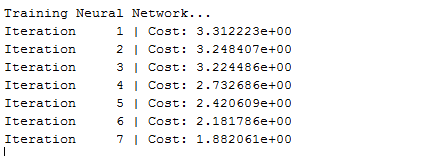 Training Neural Network...
Iteration     1 | Cost: 3.312223e+00
Iteration     2 | Cost: 3.248407e+00
Iteration     3 | Cost: 3.224486e+00
Iteration     4 | Cost: 2.732686e+00
Iteration     5 | Cost: 2.420609e+00
Iteration     6 | Cost: 2.181786e+00
Iteration     7 | Cost: 1.882061e+00